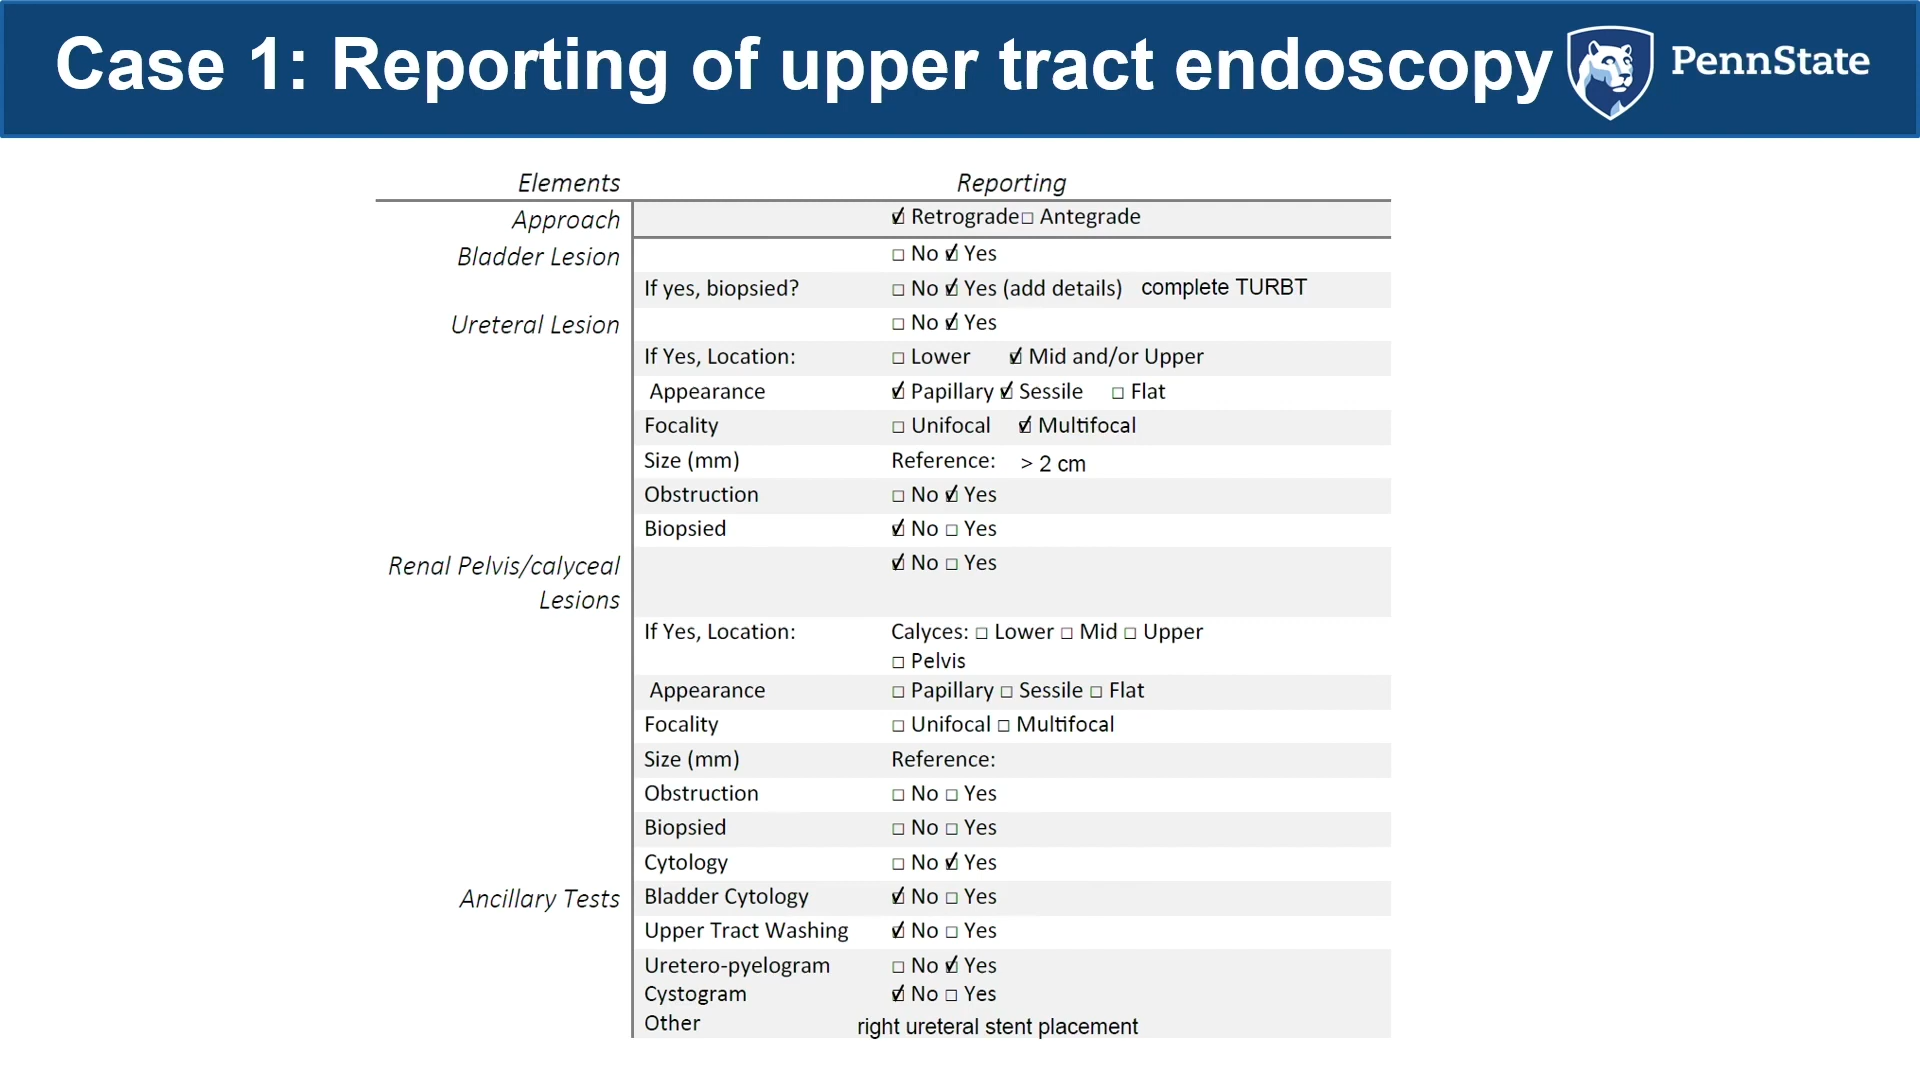 Case 1: Reporting of upper tract endoscopy
PennState
Elements Reporting
Approach ☑ Retrograde □ Antegrade
Bladder Lesion □ No ☑ Yes
If yes, biopsied? □ No ☑ Yes (add details) complete TURBT
Ureteral Lesion □ No ☑ Yes
If Yes, Location: □ Lower ☑ Mid and/or Upper
Appearance ☑ Papillary ☑ Sessile □ Flat
Focality □ Unifocal ☑ Multifocal
Size (mm) Reference: > 2 cm
Obstruction □ No ☑ Yes
Biopsied ☑ No □ Yes
Renal Pelvis/calyceal ☑ No □ Yes
Lesions
If Yes, Location: Calyces: □ Lower □ Mid □ Upper
□ Pelvis
Appearance □ Papillary □ Sessile □ Flat
Focality □ Unifocal □ Multifocal
Size (mm) Reference:
Obstruction □ No □ Yes
Biopsied □ No □ Yes
Cytology □ No ☑ Yes
Ancillary Tests Bladder Cytology ☑ No □ Yes
Upper Tract Washing ☑ No □ Yes
Uretero-pyelogram □ No ☑ Yes
Cystogram ☑ No □ Yes
Other right ureteral stent placement